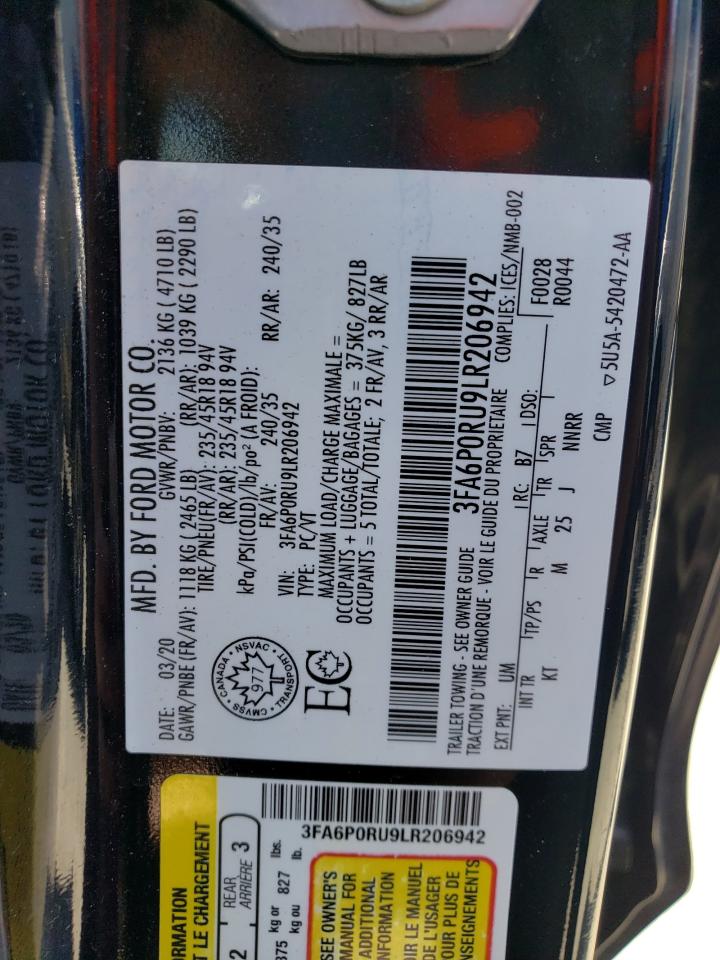 MFD. BY FORD MOTOR CO.
DATE: 03/20 GVWR/PNBV: 2136 KG ( 4710 LB)
GAWR/PNBE (FR/AV): 1118 KG ( 2465 LB) (RR/AR): 1039 KG ( 2290 LB)
TIRE/PNEU(FR/AV): 235/45R18 94V
(RR/AR): 235/45R18 94V
kPa/PSI(COLD)/lb/po² (A FROID):
FR/AV: 240/35 RR/AR: 240/35
VIN: 3FA6P0RU9LR206942
TYPE: PC/VT
MAXIMUM LOAD/CHARGE MAXIMALE =
OCCUPANTS + LUGGAGE/BAGAGES = 375KG/ 827LB
OCCUPANTS = 5 TOTAL/TOTALE; 2 FR/AV, 3 RR/AR
CANADA · NSVAC · TRANSPORT · CMVSS
977
EC
3FA6P0RU9LR206942
TRAILER TOWING - SEE OWNER GUIDE
TRACTION D'UNE REMORQUE - VOIR LE GUIDE DU PROPRIETAIRE
COMPLIES: ICES/NMB-002
EXT PNT: UM RC: B7 DSO: F0028
R0044
INT TR TP/PS R AXLE TR SPR
KT M 25 J NNRR
CMP ▽5U5A-5420472-AA
ORMATION
T LE CHARGEMENT
2 REAR
ARRIÈRE 3
375 kg or 827 lbs.
kg ou lb.
3FA6P0RU9LR206942
SEE OWNER'S
MANUAL FOR
ADDITIONAL
INFORMATION
OIR LE MANUEL
DE L'USAGER
OUR PLUS DE
ENSEIGNEMENTS